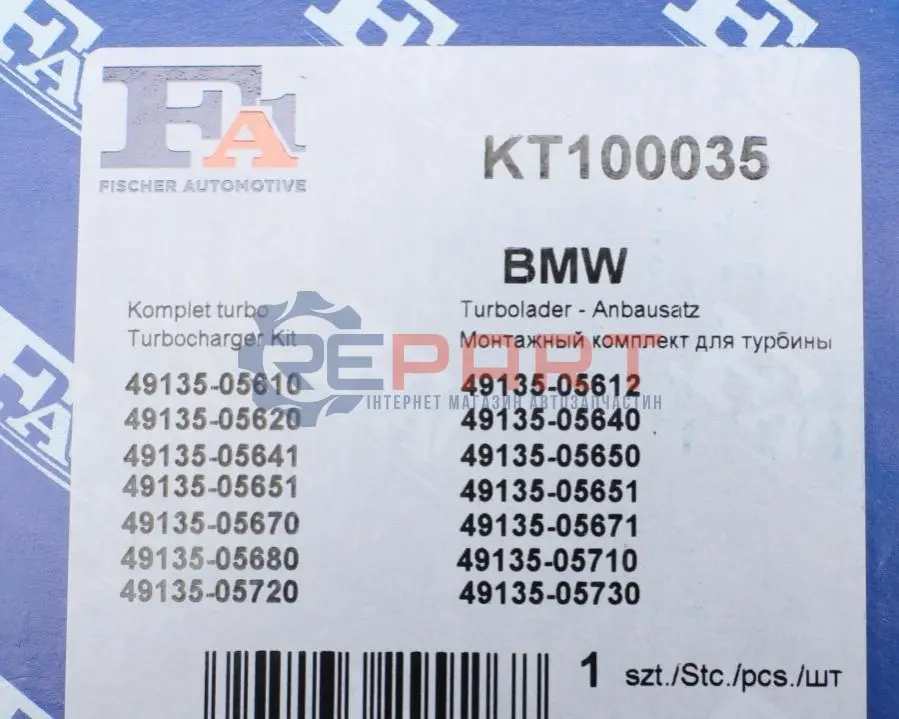 FA1
FISCHER AUTOMOTIVE
KT100035
BMW
Komplet turbo
Turbocharger Kit
Turbolader - Anbausatz
Монтажный комплект для турбины
REPART
ІНТЕРНЕТ МАГАЗИН АВТОЗАПЧАСТИН
49135-05610 49135-05612
49135-05620 49135-05640
49135-05641 49135-05650
49135-05651 49135-05651
49135-05670 49135-05671
49135-05680 49135-05710
49135-05720 49135-05730
1 szt./Stc./pcs./шт